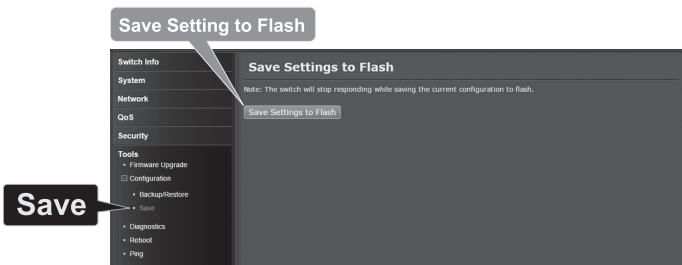 Save Setting to Flash
Switch Info
System
Network
QoS
Security
Tools
Firmware Upgrade
Configuration
Backup/Restore
Save
Diagnostics
Reboot
Ping
Save Settings to Flash
Note: The switch will stop responding while saving the current configuration to flash.
Save Settings to Flash
Save